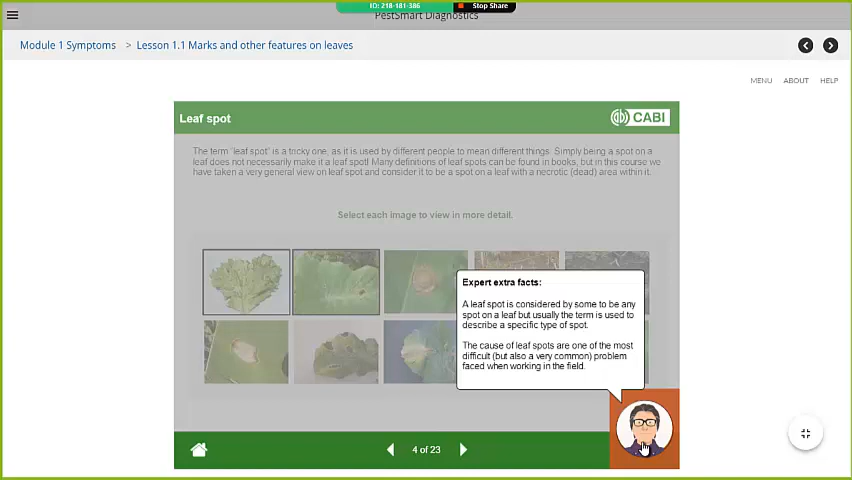 ID: 218-181-386
Stop Share
PestSmart Diagnostics
Module 1 Symptoms > Lesson 1.1 Marks and other features on leaves
MENU ABOUT HELP
Leaf spot
CABI
The term "leaf spot" is a tricky one, as it is used by different people to mean different things. Simply being a spot on a
leaf does not necessarily make it a leaf spot! Many definitions of leaf spots can be found in books, but in this course we
have taken a very general view on leaf spot and consider it to be a spot on a leaf with a necrotic (dead) area within it.
Select each image to view in more detail.
Expert extra facts:
A leaf spot is considered by some to be any
spot on a leaf but usually the term is used to
describe a specific type of spot.
The cause of leaf spots are one of the most
difficult (but also a very common) problem
faced when working in the field.
4 of 23